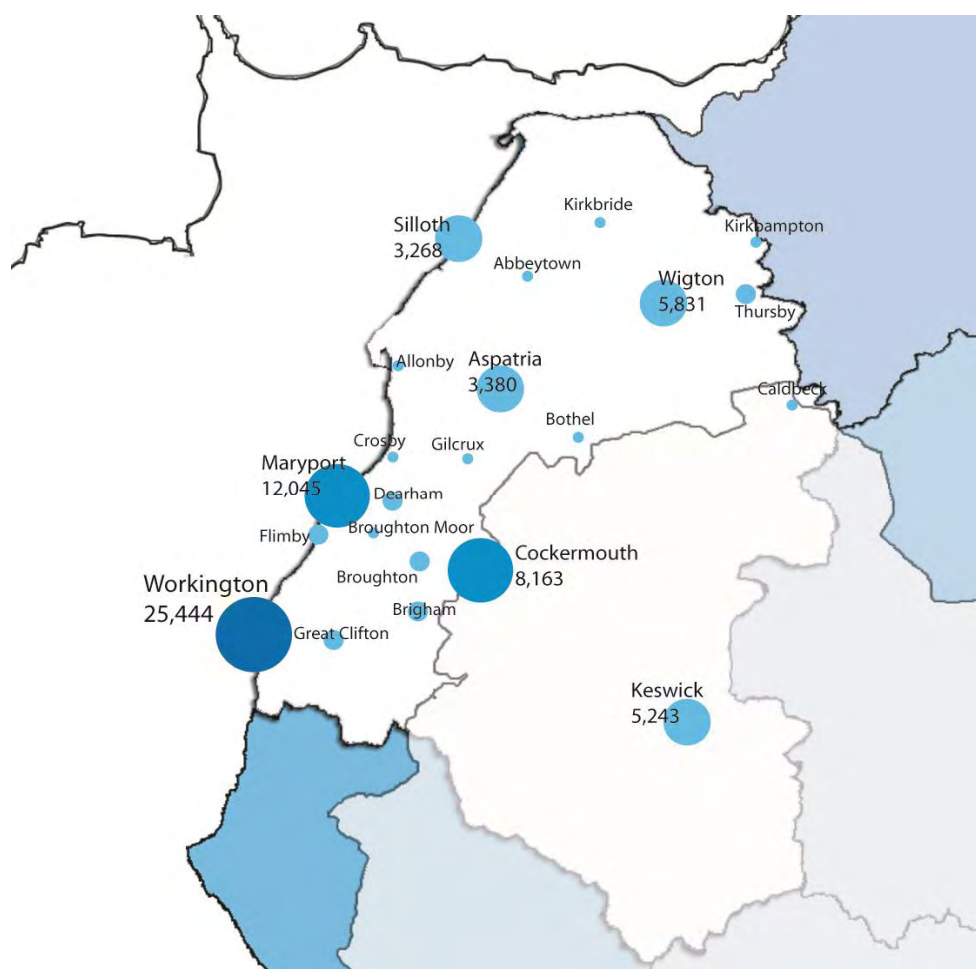 Kirkbride
Silloth
3,268
Kirkbampton
Abbeytown
Wigton
5,831
Thursby
Allonby
Aspatria
3,380
Caldbeck
Bothel
Crosby
Gilcrux
Maryport
12,045
Dearham
Broughton Moor
Flimby
Cockermouth
8,163
Broughton
Workington
25,444
Brigham
Great Clifton
Keswick
5,243